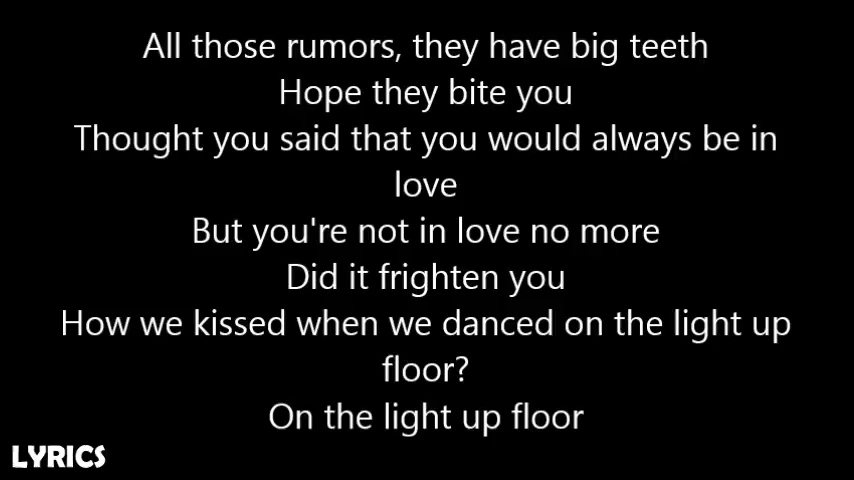 All those rumors, they have big teeth
Hope they bite you
Thought you said that you would always be in
love
But you're not in love no more
Did it frighten you
How we kissed when we danced on the light up
floor?
On the light up floor
LYRICS